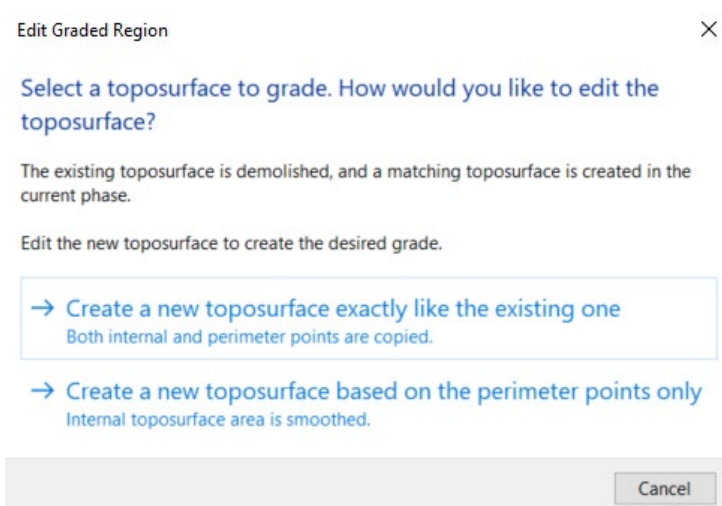 Edit Graded Region
Select a toposurface to grade. How would you like to edit the
toposurface?
The existing toposurface is demolished, and a matching toposurface is created in the
current phase.
Edit the new toposurface to create the desired grade.
Create a new toposurface exactly like the existing one
Both internal and perimeter points are copied.
Create a new toposurface based on the perimeter points only
Internal toposurface area is smoothed.
Cancel